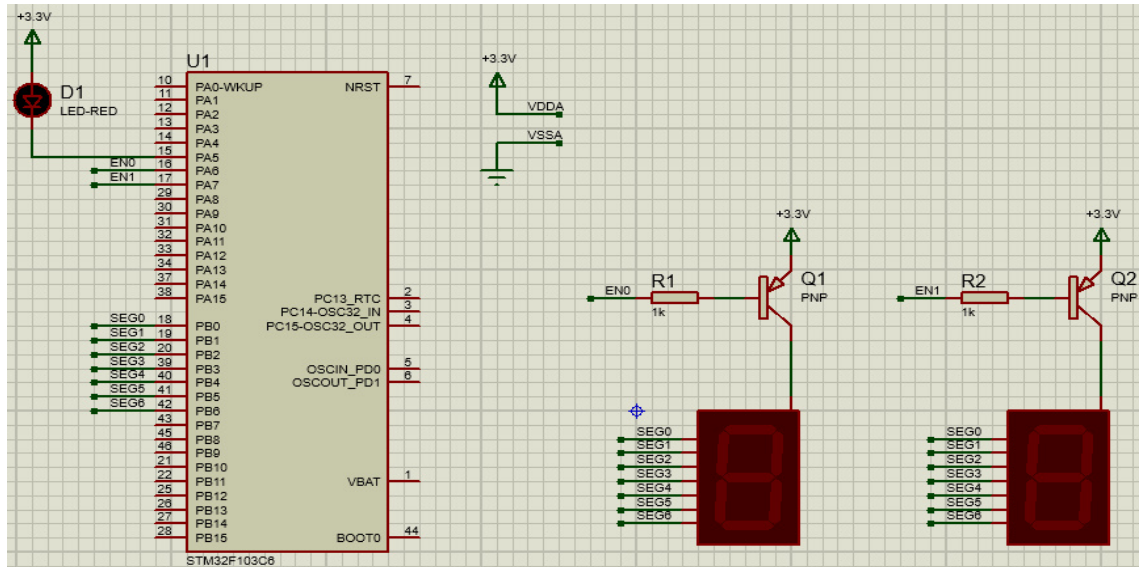 +3.3V
D1
LED-RED
U1
10 PA0-WKUP
11 PA1
12 PA2
13 PA3
14 PA4
15 PA5
EN0 16 PA6
EN1 17 PA7
29 PA8
30 PA9
31 PA10
32 PA11
33 PA12
34 PA13
37 PA14
38 PA15
SEG0 18 PB0
SEG1 19 PB1
SEG2 20 PB2
SEG3 39 PB3
SEG4 40 PB4
SEG5 41 PB5
SEG6 42 PB6
43 PB7
45 PB8
46 PB9
21 PB10
22 PB11
25 PB12
26 PB13
27 PB14
28 PB15
NRST 7
PC13_RTC 2
PC14-OSC32_IN 3
PC15-OSC32_OUT 4
OSCIN_PD0 5
OSCOUT_PD1 6
VBAT 1
BOOT0 44
STM32F103C6
+3.3V
VDDA
VSSA
+3.3V
EN0
R1
1k
Q1
PNP
SEG0
SEG1
SEG2
SEG3
SEG4
SEG5
SEG6
+3.3V
EN1
R2
1k
Q2
PNP
SEG0
SEG1
SEG2
SEG3
SEG4
SEG5
SEG6